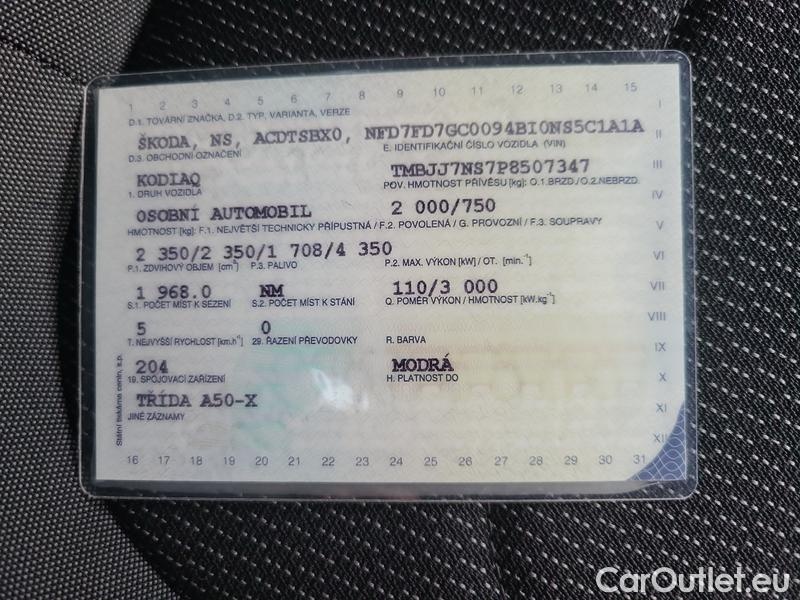 1 2 3 4 5 6 7 8 9 10 11 12 13 14 15
D.1. TOVÁRNÍ ZNAČKA, D.2. TYP, VARIANTA, VERZE I
ŠKODA, NS, ACDTSBX0, NFD7FD7GC0094BI0NS5C1A1A II
D.3. OBCHODNÍ OZNAČENÍ E. IDENTIFIKAČNÍ ČÍSLO VOZIDLA (VIN)
KODIAQ TMBJJ7NS7P8507347 III
1. DRUH VOZIDLA POV. HMOTNOST PŘÍVĚSU [kg]: O.1.BRZD./O.2.NEBRZD.
OSOBNÍ AUTOMOBIL 2 000/750 IV
HMOTNOST [kg]: F.1. NEJVĚTŠÍ TECHNICKY PŘÍPUSTNÁ / F.2. POVOLENÁ / G. PROVOZNÍ / F.3. SOUPRAVY V
2 350/2 350/1 708/4 350
P.1. ZDVIHOVÝ OBJEM [cm³] P.3. PALIVO P.2. MAX. VÝKON [kW] / OT. [min.⁻¹] VI
1 968.0 NM 110/3 000 VII
S.1. POČET MÍST K SEZENÍ S.2. POČET MÍST K STÁNÍ Q. POMĚR VÝKON / HMOTNOST [kW.kg⁻¹]
5 0 VIII
T. NEJVYŠŠÍ RYCHLOST [km.h⁻¹] 29. ŘAZENÍ PŘEVODOVKY R. BARVA IX
204 MODRÁ
19. SPOJOVACÍ ZAŘÍZENÍ H. PLATNOST DO X
TŘÍDA A50-X XI
JINÉ ZÁZNAMY
XII
16 17 18 19 20 21 22 23 24 25 26 27 28 29 30 31
Státní tiskárna cenin, s.p.
CarOutlet.eu